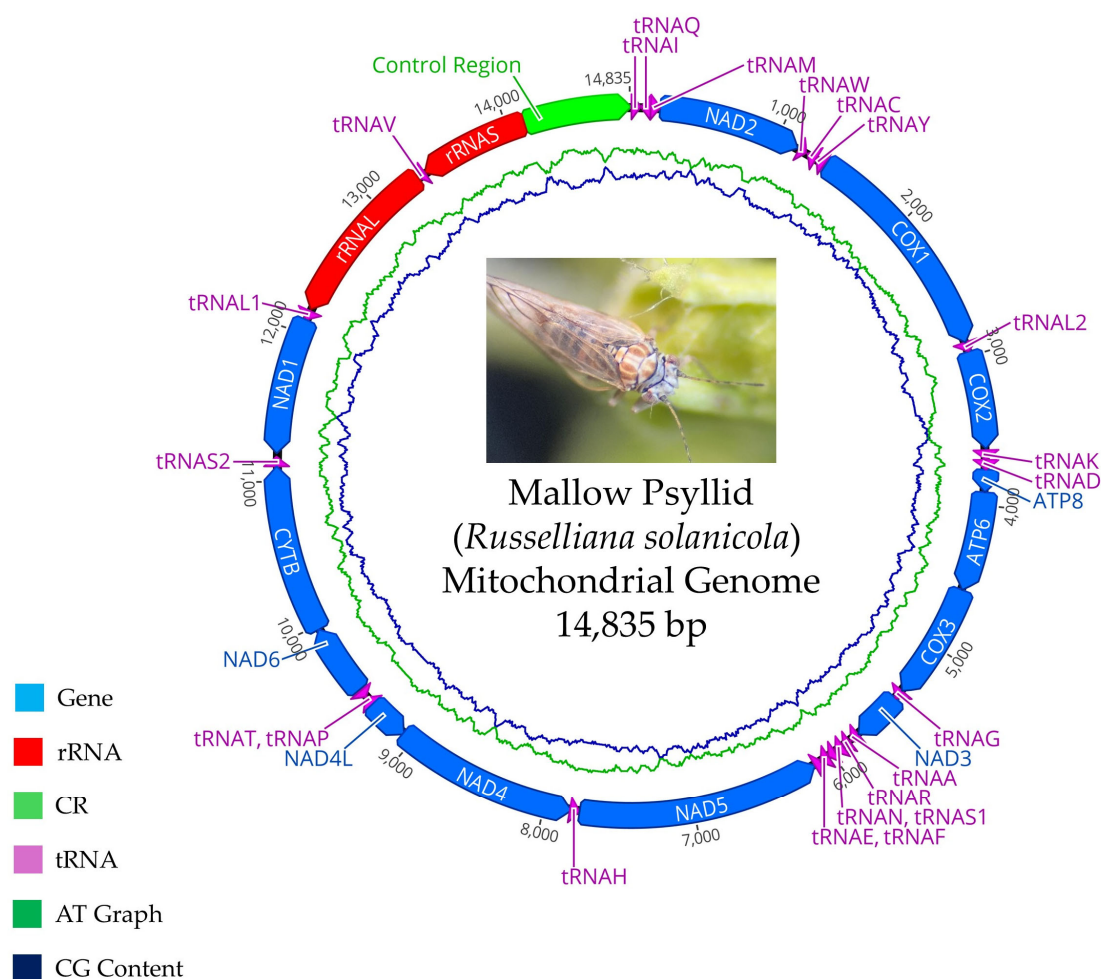 tRNAQ
tRNAI
tRNAM
tRNAW
tRNAC
tRNAY
Control Region
14,835
14,000
1,000
NAD2
rRNAS
tRNAV
13,000
2,000
COX1
rRNAL
tRNAL1
12,000
tRNAL2
3,000
NAD1
COX2
tRNAS2
11,000
tRNAK
tRNAD
ATP8
4,000
Mallow Psyllid
(Russelliana solanicola)
Mitochondrial Genome
14,835 bp
CYTB
ATP6
10,000
COX3
5,000
NAD6
tRNAT, tRNAP
NAD4L
9,000
tRNAG
NAD3
tRNAA
6,000
tRNAR
tRNAN, tRNAS1
tRNAE, tRNAF
NAD4
NAD5
8,000
7,000
tRNAH
Gene
rRNA
CR
tRNA
AT Graph
CG Content